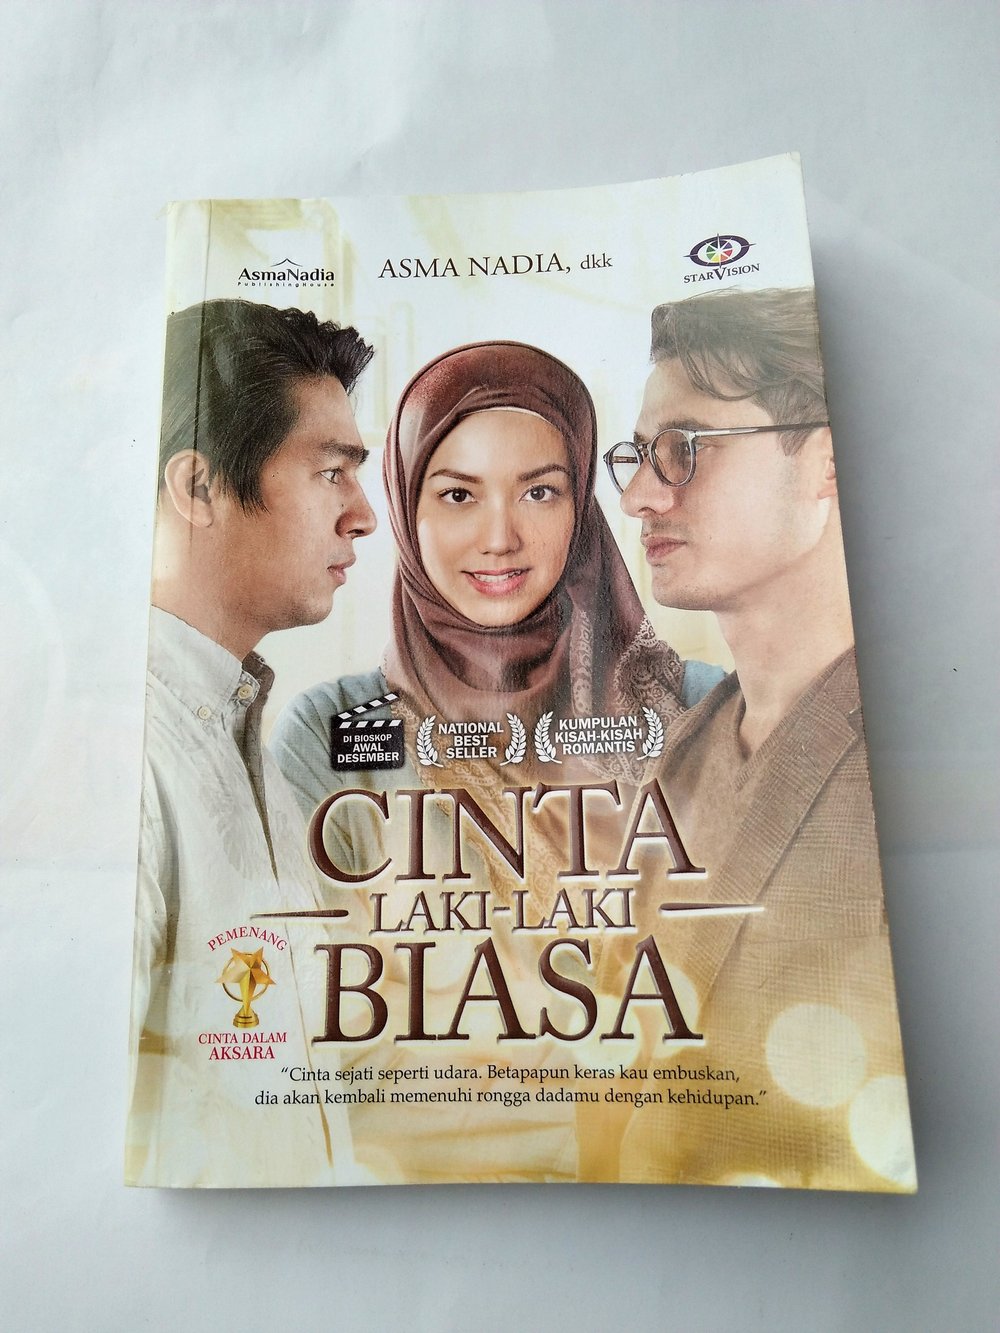 AsmaNadia
PublishingHouse
ASMA NADIA, dkk
STARVISION
DI BIOSKOP
AWAL
DESEMBER
NATIONAL
BEST
SELLER
KUMPULAN
KISAH-KISAH
ROMANTIS
CINTA
LAKI-LAKI
BIASA
PEMENANG
CINTA DALAM
AKSARA
“Cinta sejati seperti udara. Betapapun keras kau embuskan,
dia akan kembali memenuhi rongga dadamu dengan kehidupan.”